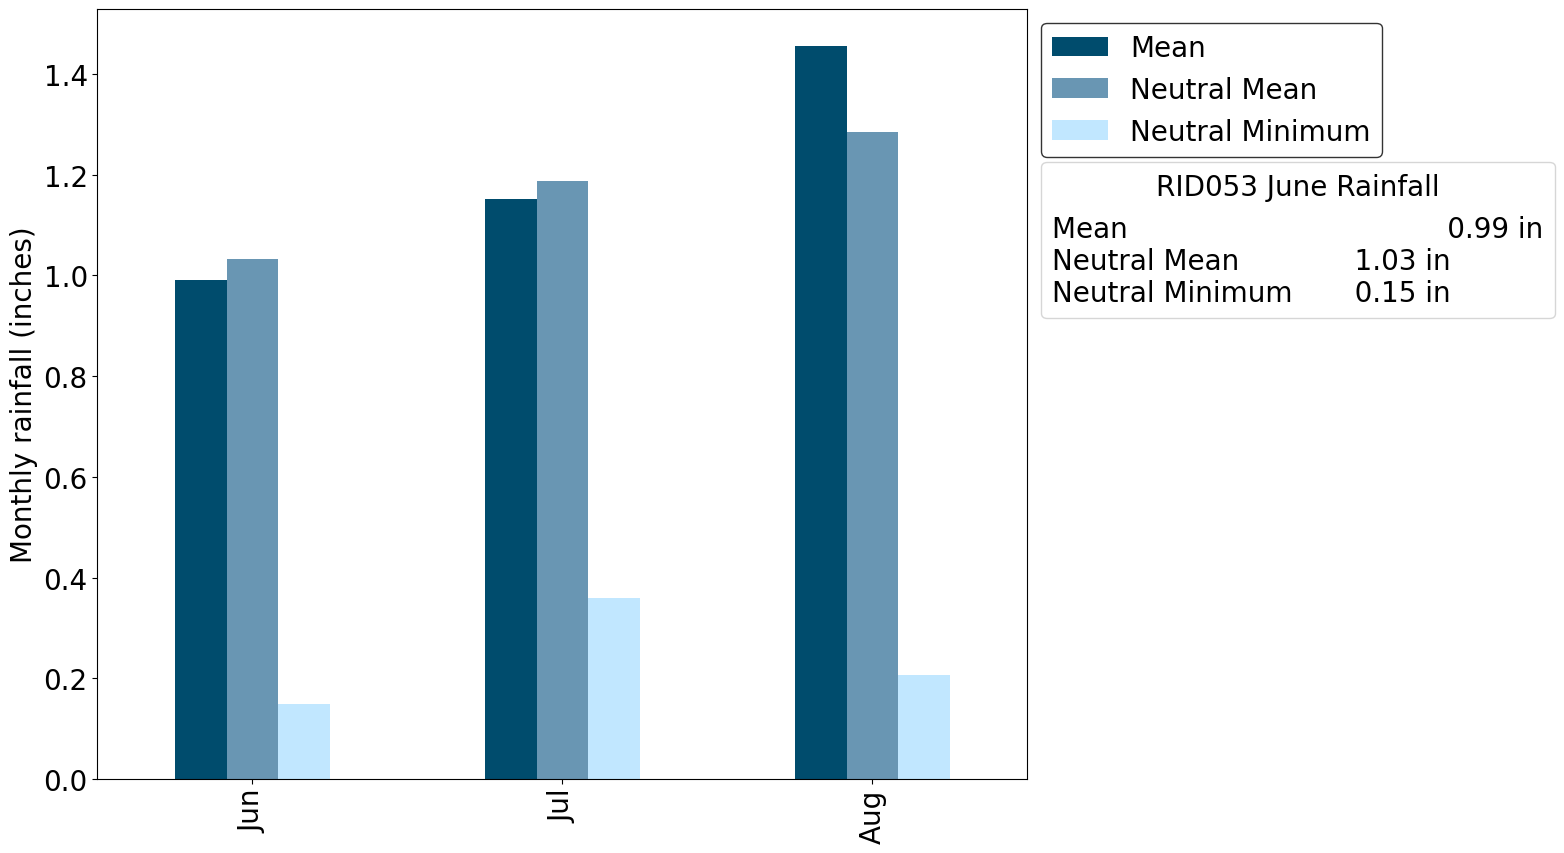 Monthly rainfall (inches)
1.4
1.2
1.0
0.8
0.6
0.4
0.2
0.0
Jun
Jul
Aug
Mean
Neutral Mean
Neutral Minimum
RID053 June Rainfall
Mean 0.99 in
Neutral Mean 1.03 in
Neutral Minimum 0.15 in